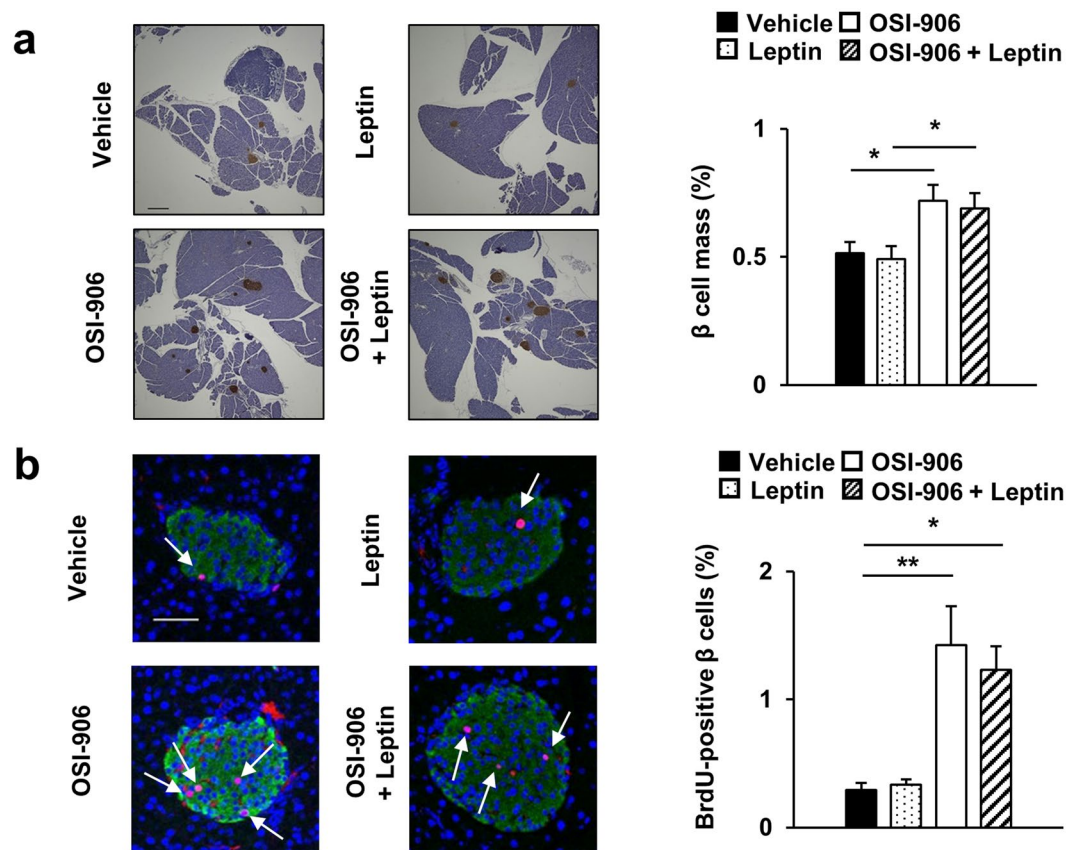 a
Vehicle
Leptin
OSI-906
OSI-906
+ Leptin
Vehicle OSI-906
Leptin OSI-906 + Leptin
β cell mass (%)
1
0.5
0
*
*
b
Vehicle
Leptin
OSI-906
OSI-906
+ Leptin
Vehicle OSI-906
Leptin OSI-906 + Leptin
BrdU-positive β cells (%)
2
1
0
*
**